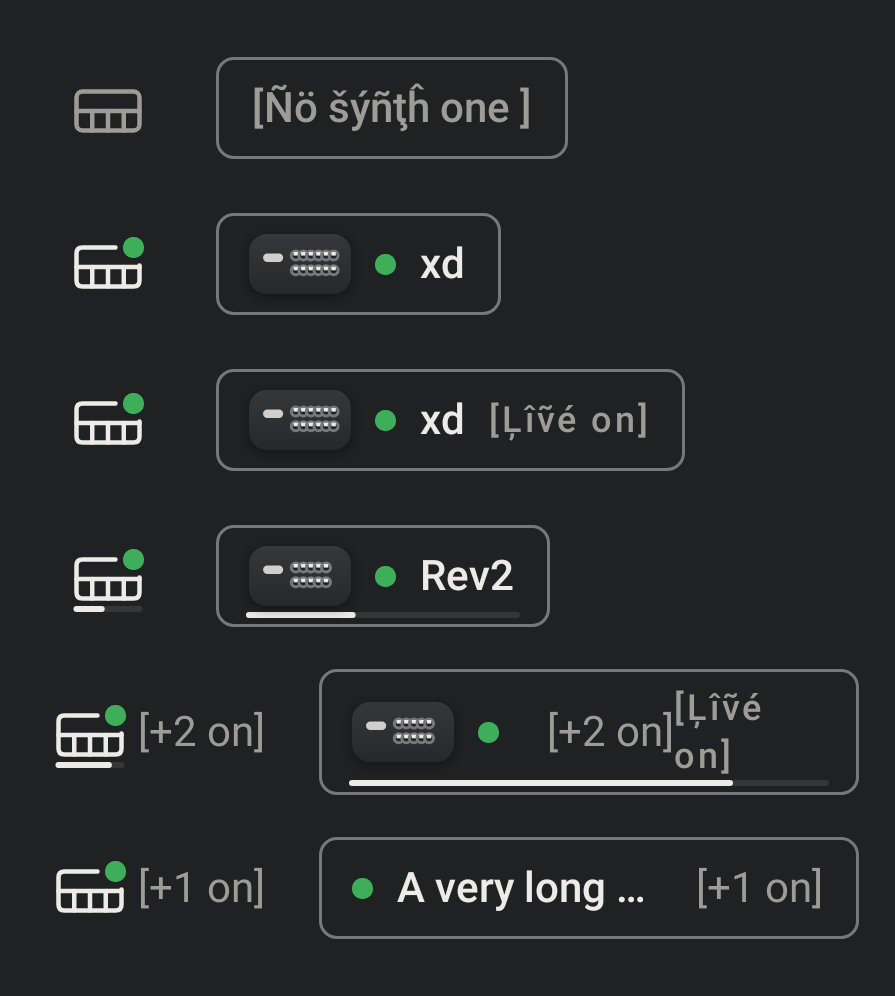 [Ñö šýñţĥ one ]
xd
xd [Ļîṽé on]
Rev2
[+2 on] [+2 on] [Ļîṽé
on]
[+1 on] A very long … [+1 on]